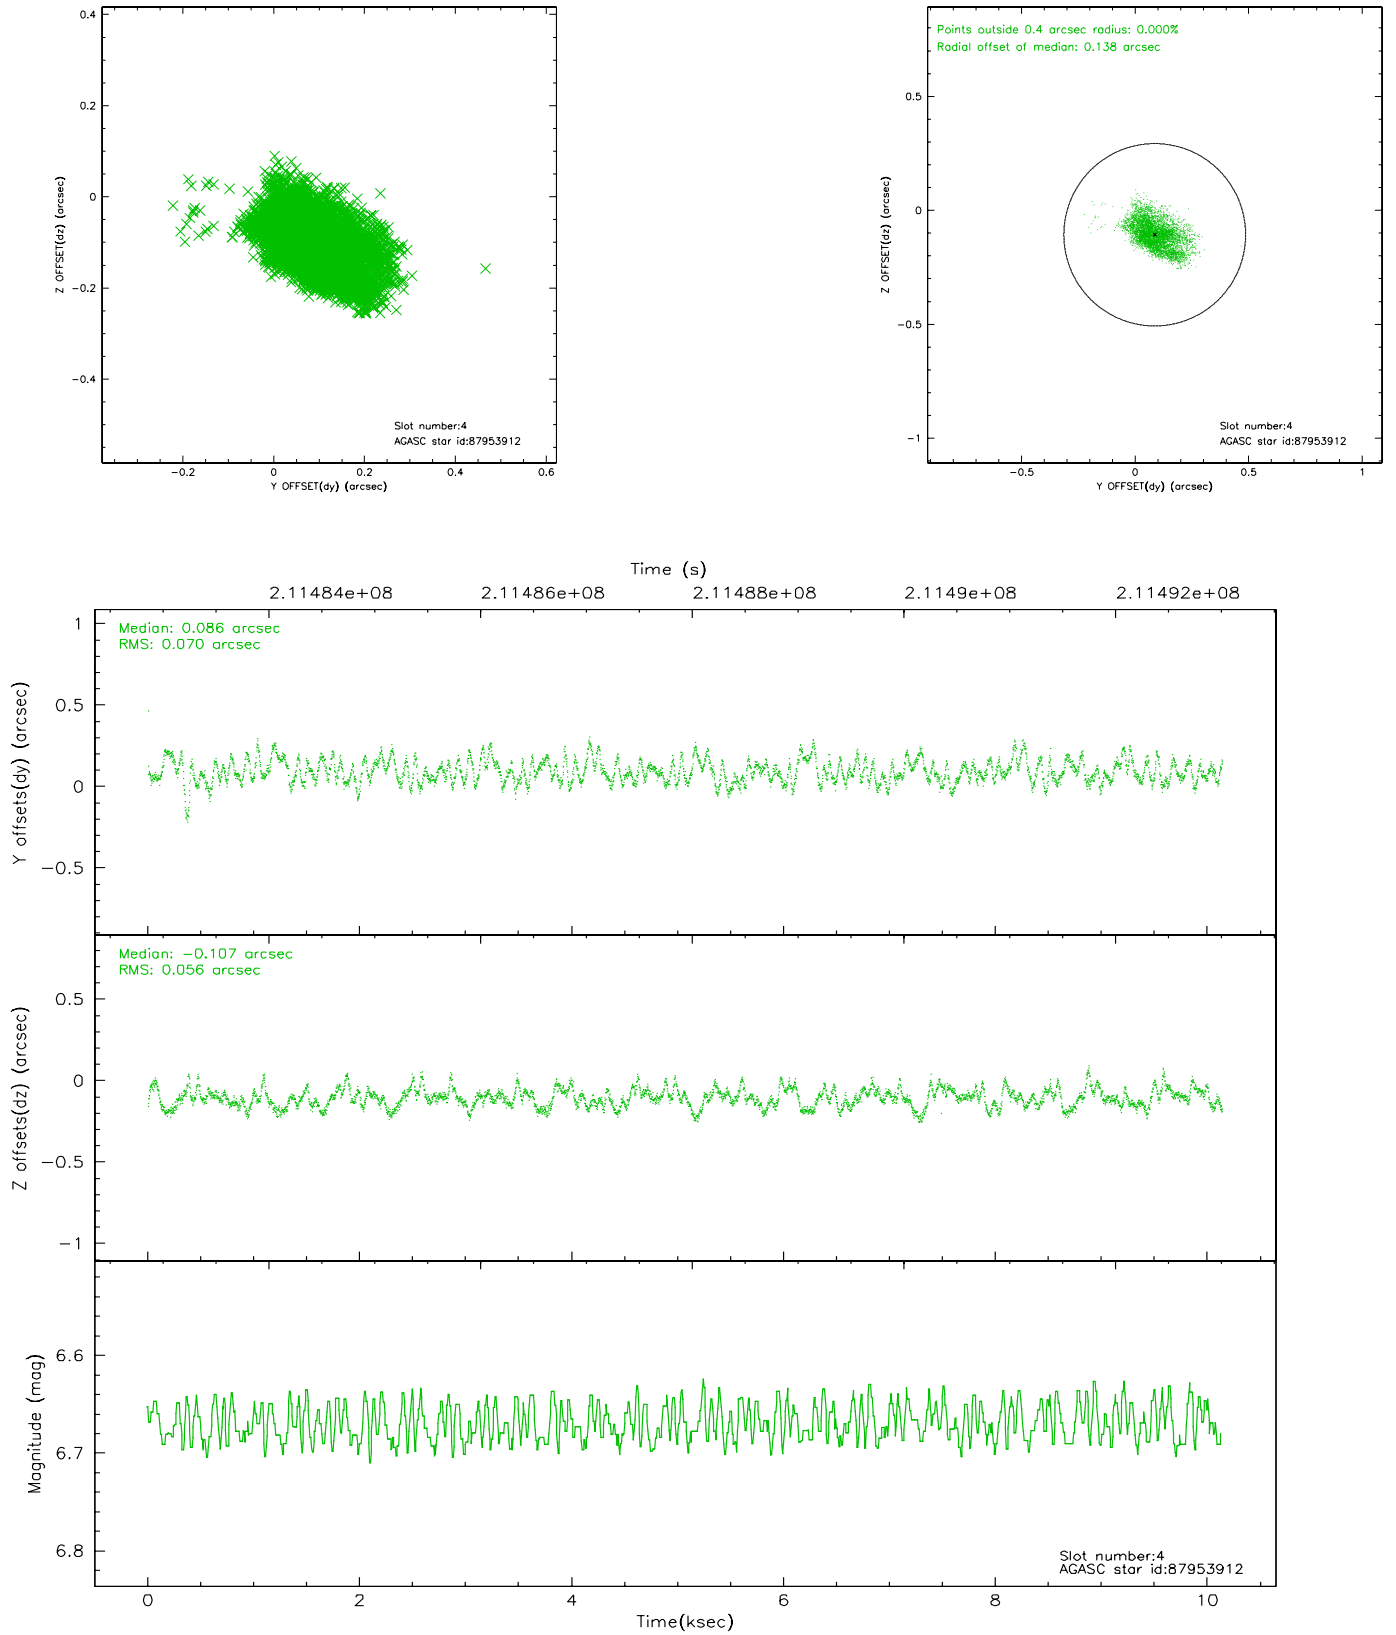 0.4
0.2
0
−0.2
−0.4
Z OFFSET(dz) (arcsec)
−0.2
0
0.2
0.4
0.6
Y OFFSET(dy) (arcsec)
Slot number:4
AGASC star id:87953912
Points outside 0.4 arcsec radius: 0.000%
Radial offset of median: 0.138 arcsec
0.5
0
−0.5
−1
Z OFFSET(dz) (arcsec)
−0.5
0
0.5
1
Y OFFSET(dy) (arcsec)
Slot number:4
AGASC star id:87953912
Time (s)
2.11484e+08
2.11486e+08
2.11488e+08
2.1149e+08
2.11492e+08
Median: 0.086 arcsec
RMS: 0.070 arcsec
1
0.5
0
−0.5
Y offsets(dy) (arcsec)
Median: −0.107 arcsec
RMS: 0.056 arcsec
0.5
0
−0.5
−1
Z offsets(dz) (arcsec)
6.6
6.7
6.8
Magnitude (mag)
Slot number:4
AGASC star id:87953912
0
2
4
6
8
10
Time(ksec)